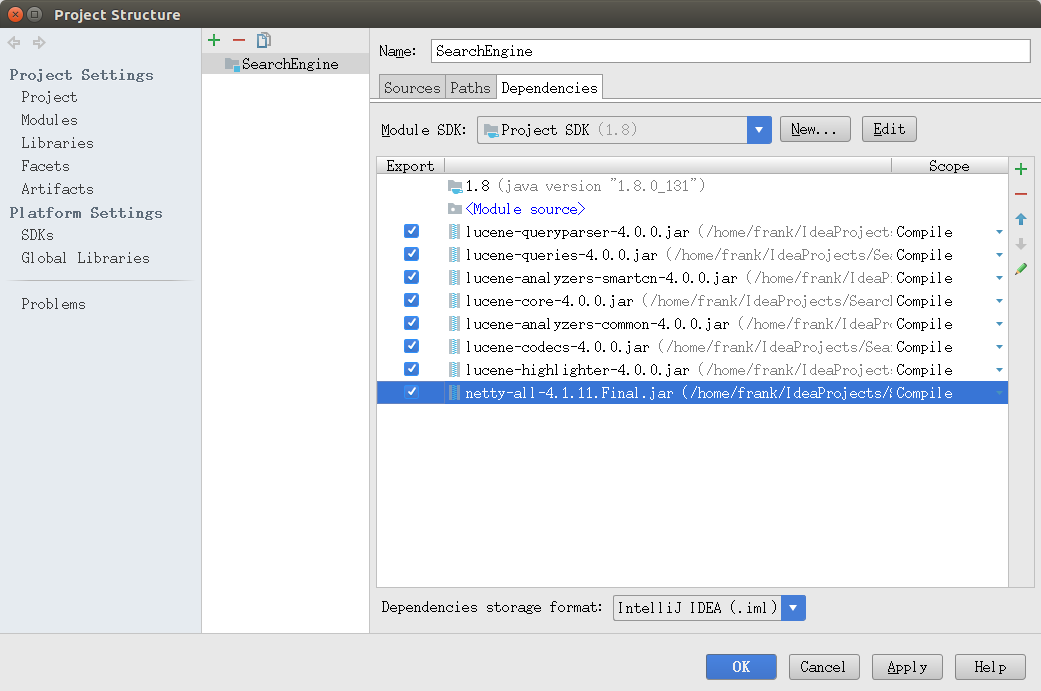 Project Structure
Project Settings
Project
Modules
Libraries
Facets
Artifacts
Platform Settings
SDKs
Global Libraries
Problems
SearchEngine
Name: SearchEngine
Sources Paths Dependencies
Module SDK: Project SDK (1.8) New... Edit
Export Scope
1.8 (java version "1.8.0_131")
<Module source>
lucene-queryparser-4.0.0.jar (/home/frank/IdeaProjects Compile
lucene-queries-4.0.0.jar (/home/frank/IdeaProjects/Sea Compile
lucene-analyzers-smartcn-4.0.0.jar (/home/frank/IdeaP Compile
lucene-core-4.0.0.jar (/home/frank/IdeaProjects/Search Compile
lucene-analyzers-common-4.0.0.jar (/home/frank/IdeaPr Compile
lucene-codecs-4.0.0.jar (/home/frank/IdeaProjects/Sea Compile
lucene-highlighter-4.0.0.jar (/home/frank/IdeaProjects Compile
netty-all-4.1.11.Final.jar (/home/frank/IdeaProjects/ Compile
Dependencies storage format: IntelliJ IDEA (.iml)
OK Cancel Apply Help